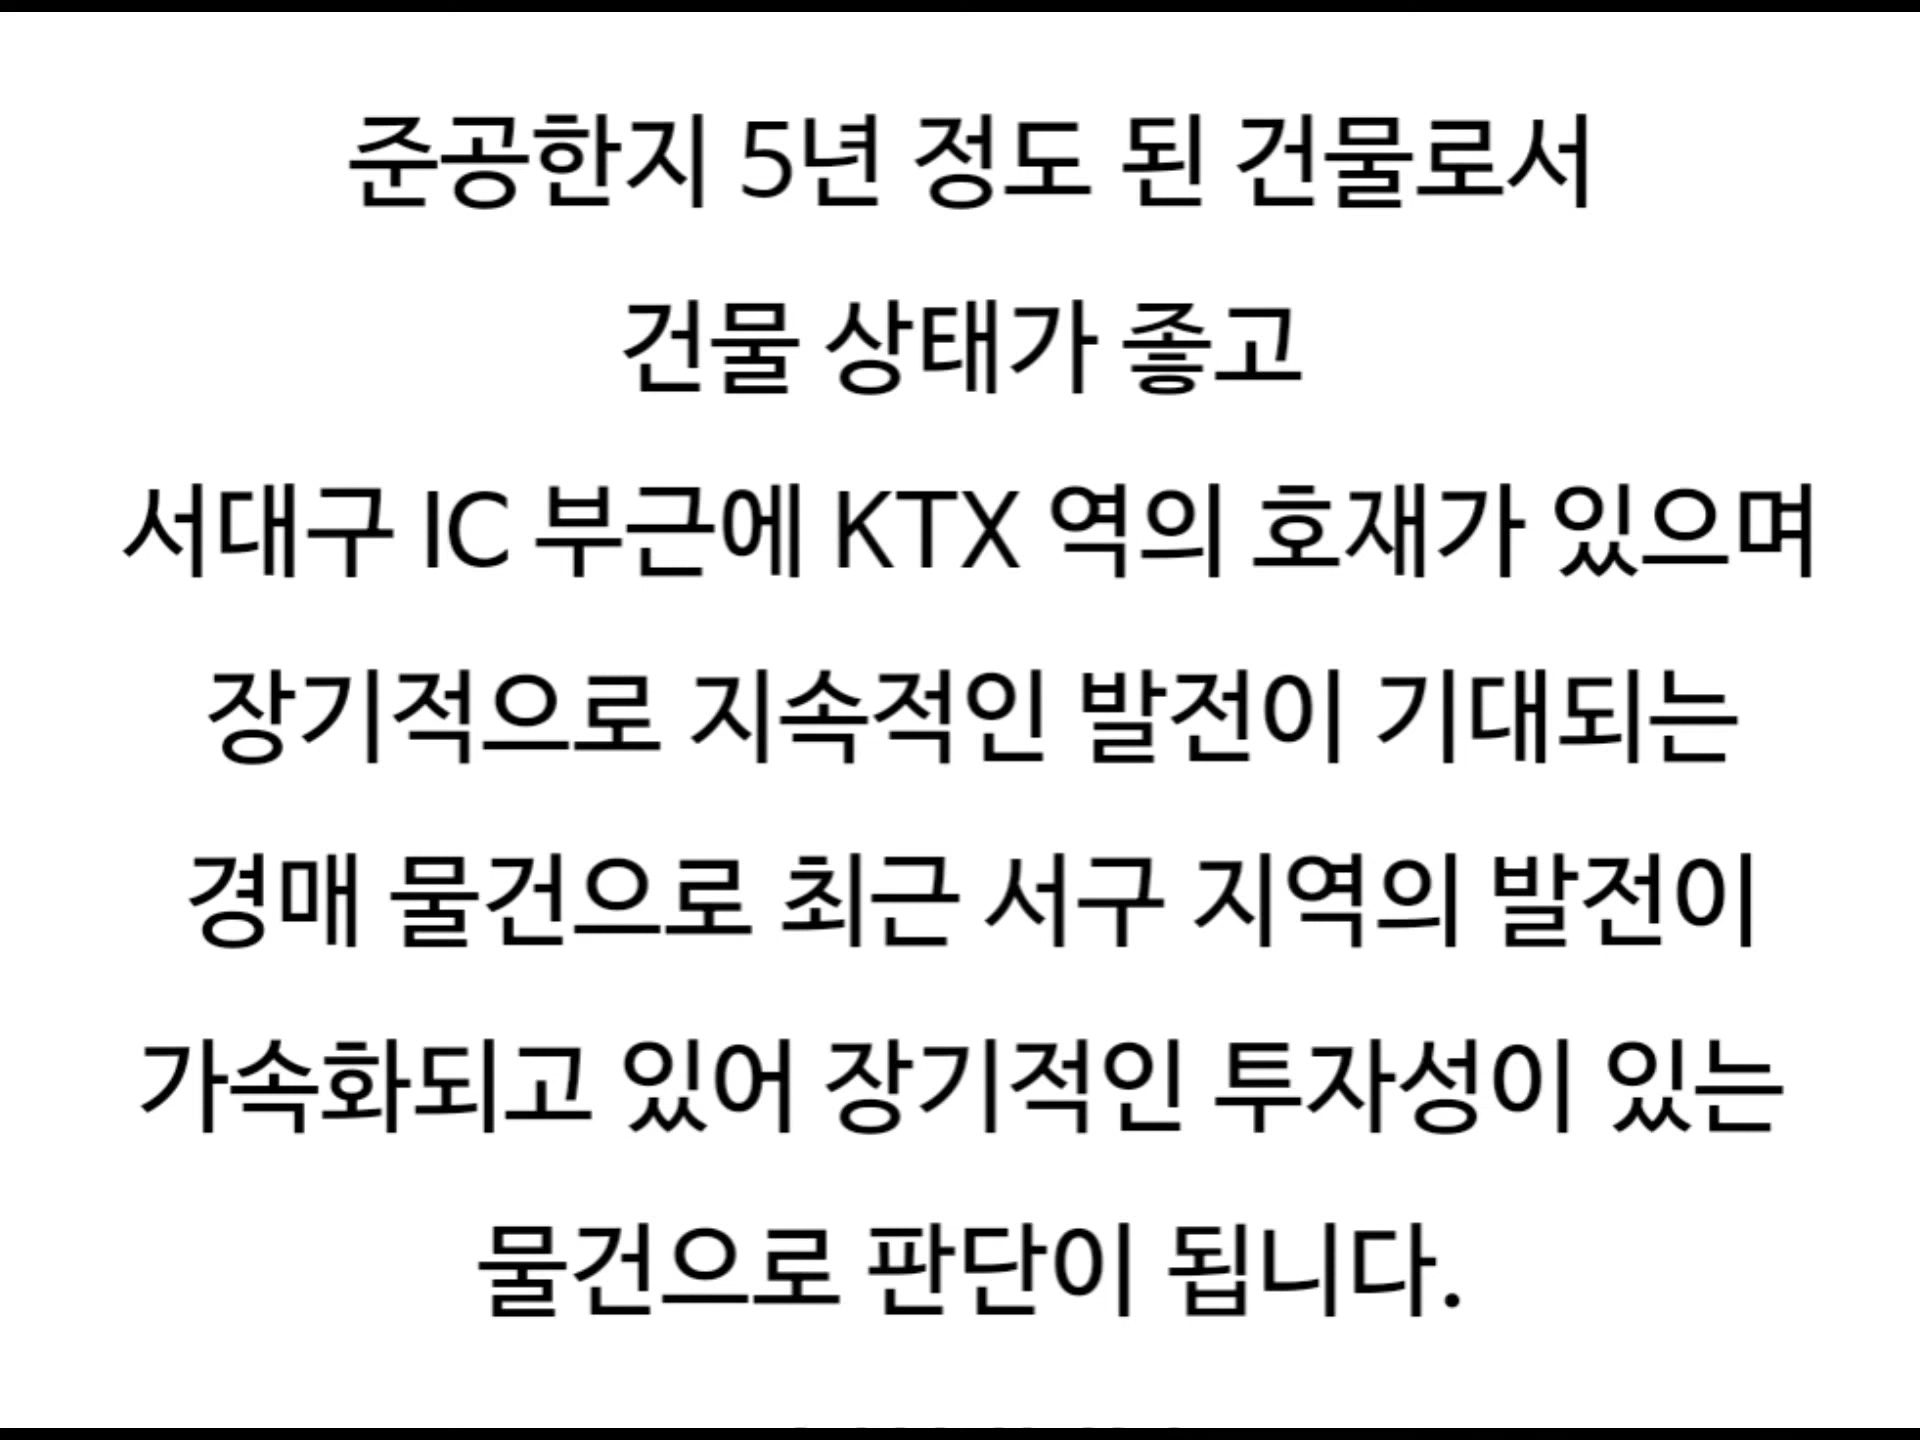 준공한지 5년 정도 된 건물로서
건물 상태가 좋고
서대구 IC 부근에 KTX 역의 호재가 있으며
장기적으로 지속적인 발전이 기대되는
경매 물건으로 최근 서구 지역의 발전이
가속화되고 있어 장기적인 투자성이 있는
물건으로 판단이 됩니다.